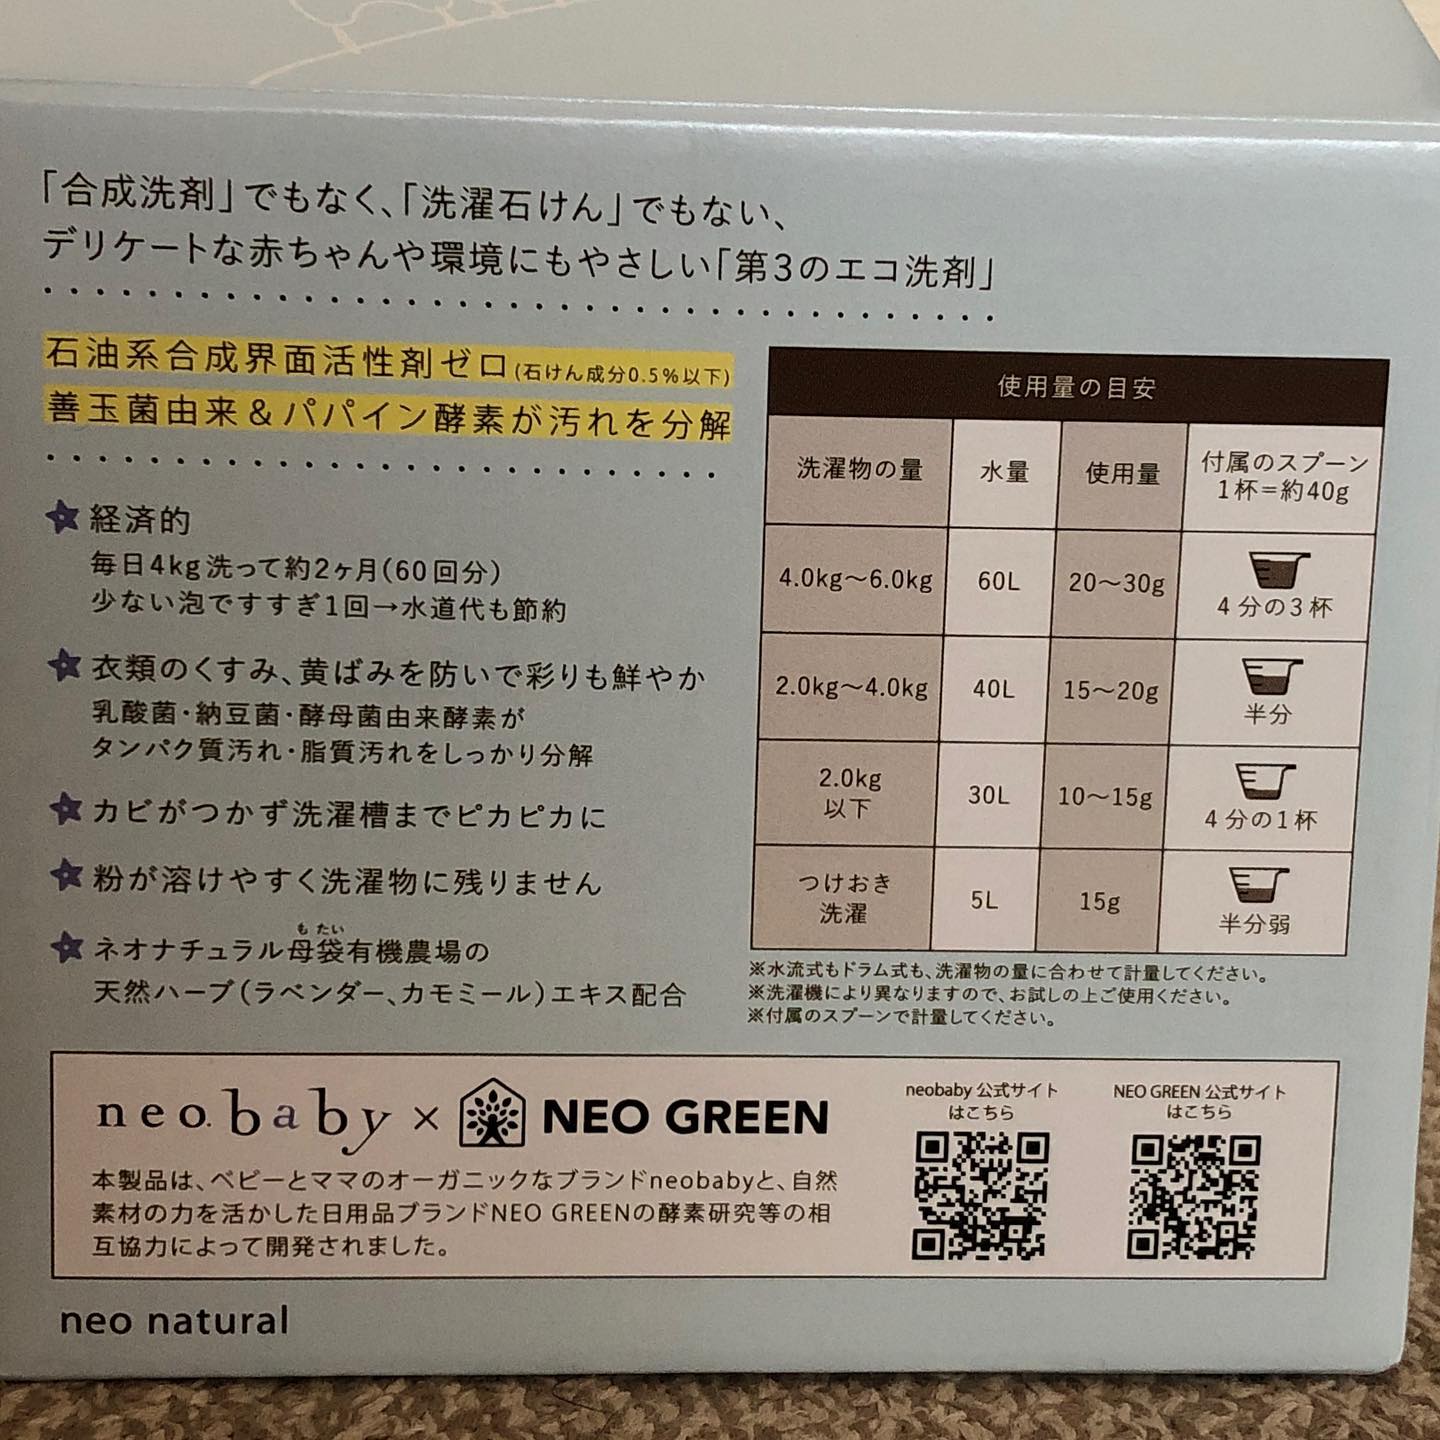 「合成洗剤」でもなく、「洗濯石けん」でもない、
デリケートな赤ちゃんや環境にもやさしい「第3のエコ洗剤」
石油系合成界面活性剤ゼロ(石けん成分0.5%以下)
善玉菌由来&パパイン酵素が汚れを分解
経済的
毎日4kg洗って約2ヶ月(60回分)
少ない泡ですすぎ1回→水道代も節約
衣類のくすみ、黄ばみを防いで彩りも鮮やか
乳酸菌・納豆菌・酵母菌由来酵素が
タンパク質汚れ・脂質汚れをしっかり分解
カビがつかず洗濯槽までピカピカに
粉が溶けやすく洗濯物に残りません
もたい
ネオナチュラル母袋有機農場の
天然ハーブ(ラベンダー、カモミール)エキス配合
使用量の目安
洗濯物の量 水量 使用量 付属のスプーン
1杯=約40g
4.0kg〜6.0kg 60L 20〜30g
4分の3杯
2.0kg〜4.0kg 40L 15〜20g
半分
2.0kg
以下 30L 10〜15g
4分の1杯
つけおき
洗濯 5L 15g
半分弱
※水流式もドラム式も、洗濯物の量に合わせて計量してください。
※洗濯機により異なりますので、お試しの上ご使用ください。
※付属のスプーンで計量してください。
neo.baby × NEO GREEN
本製品は、ベビーとママのオーガニックなブランドneobabyと、自然
素材の力を活かした日用品ブランドNEO GREENの酵素研究等の相
互協力によって開発されました。
neobaby 公式サイト
はこちら
NEO GREEN 公式サイト
はこちら
neo natural